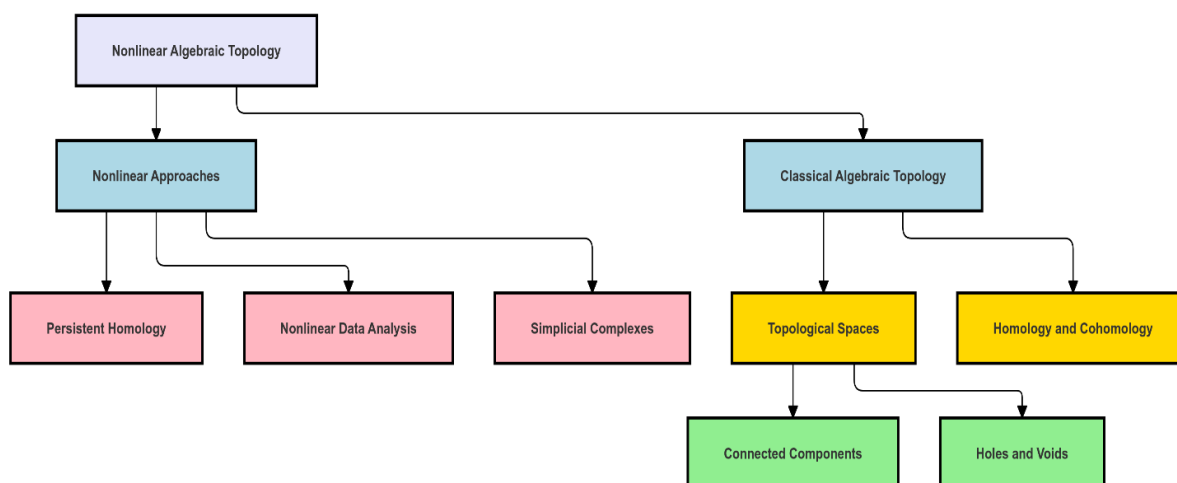 Nonlinear Algebraic Topology
Nonlinear Approaches
Classical Algebraic Topology
Persistent Homology
Nonlinear Data Analysis
Simplicial Complexes
Topological Spaces
Homology and Cohomology
Connected Components
Holes and Voids